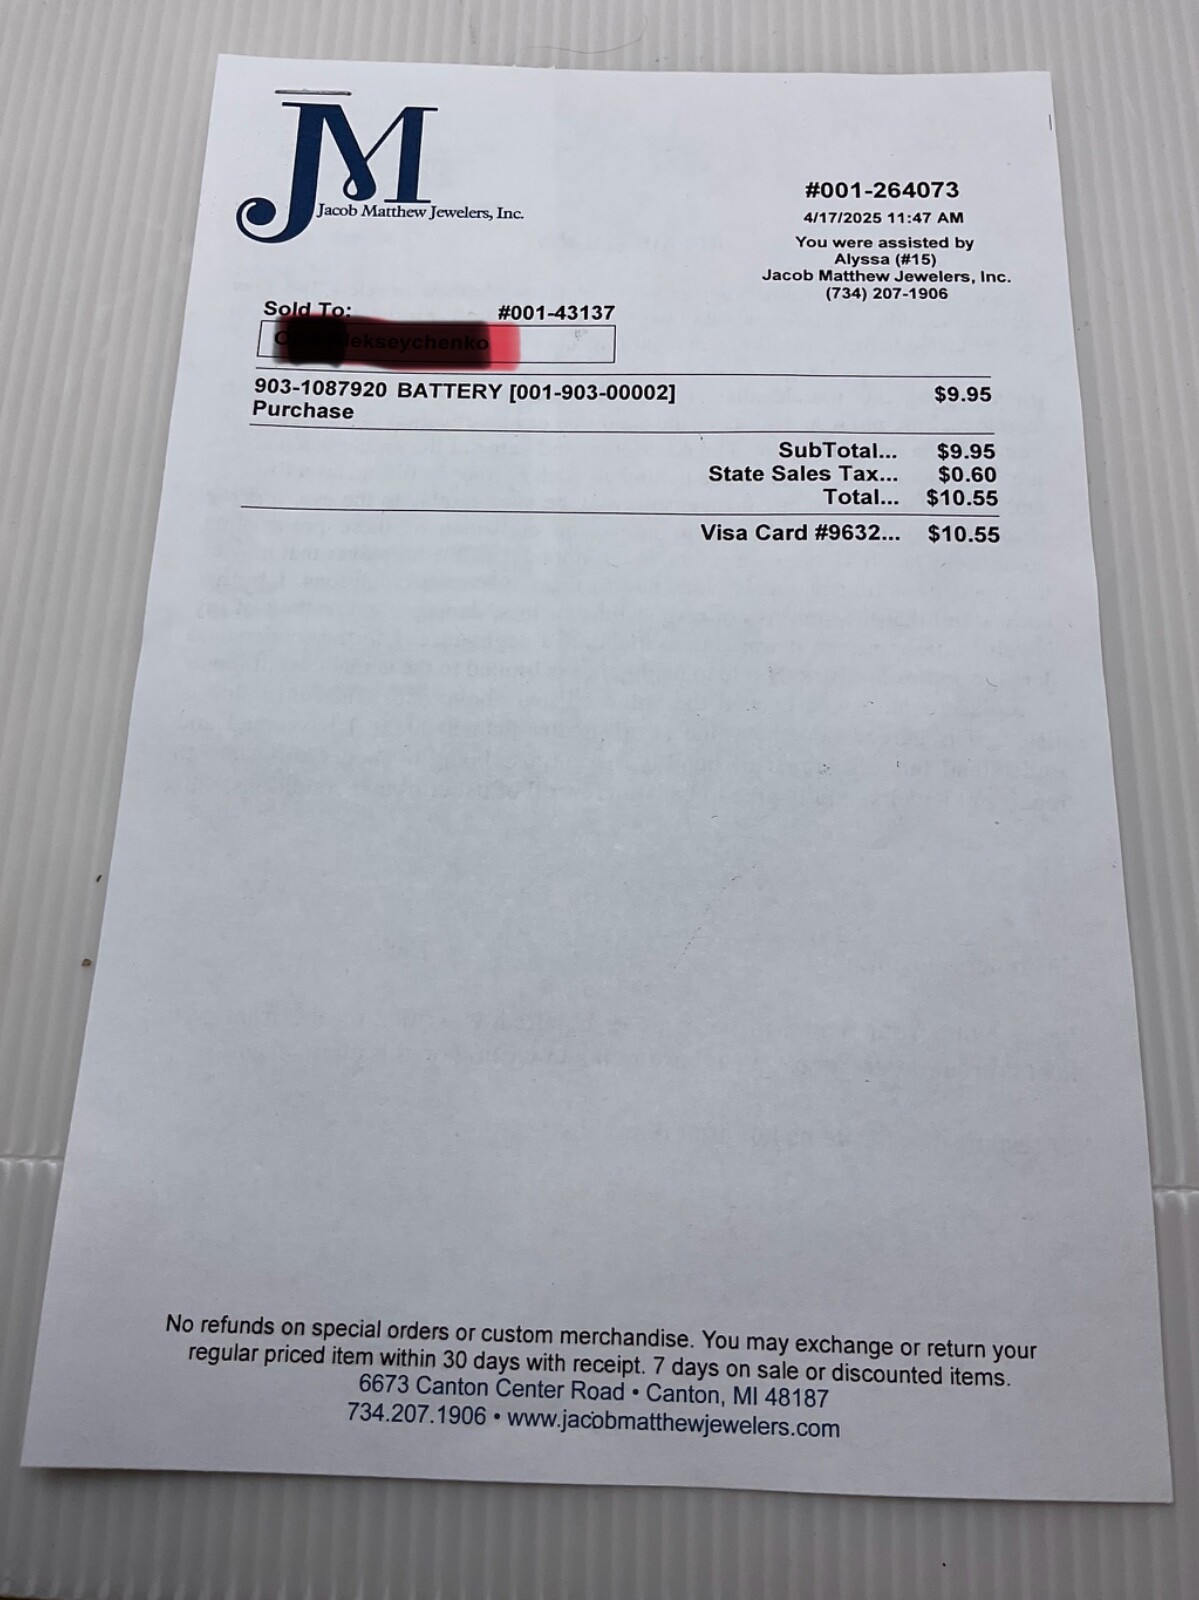 JM
Jacob Matthew Jewelers, Inc.
#001-264073
4/17/2025 11:47 AM
You were assisted by
Alyssa (#15)
Jacob Matthew Jewelers, Inc.
(734) 207-1906
Sold To: #001-43137
903-1087920 BATTERY [001-903-00002] $9.95
Purchase
SubTotal... $9.95
State Sales Tax... $0.60
Total... $10.55
Visa Card #9632... $10.55
No refunds on special orders or custom merchandise. You may exchange or return your
regular priced item within 30 days with receipt. 7 days on sale or discounted items.
6673 Canton Center Road • Canton, MI 48187
734.207.1906 • www.jacobmatthewjewelers.com